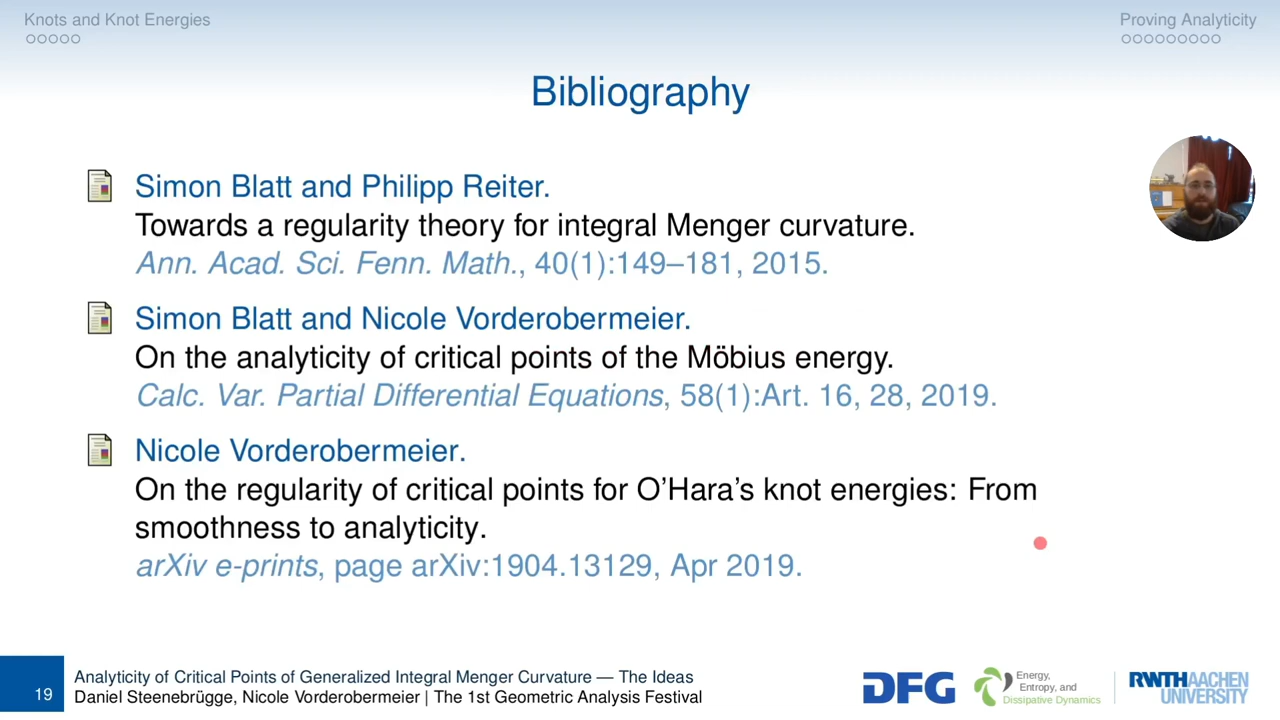 Knots and Knot Energies
Proving Analyticity
Bibliography
Simon Blatt and Philipp Reiter.
Towards a regularity theory for integral Menger curvature.
Ann. Acad. Sci. Fenn. Math., 40(1):149–181, 2015.
Simon Blatt and Nicole Vorderobermeier.
On the analyticity of critical points of the Möbius energy.
Calc. Var. Partial Differential Equations, 58(1):Art. 16, 28, 2019.
Nicole Vorderobermeier.
On the regularity of critical points for O'Hara's knot energies: From
smoothness to analyticity.
arXiv e-prints, page arXiv:1904.13129, Apr 2019.
19
Analyticity of Critical Points of Generalized Integral Menger Curvature — The Ideas
Daniel Steenebrügge, Nicole Vorderobermeier | The 1st Geometric Analysis Festival
DFG
Energy,
Entropy, and
Dissipative Dynamics
RWTHAACHEN
UNIVERSITY